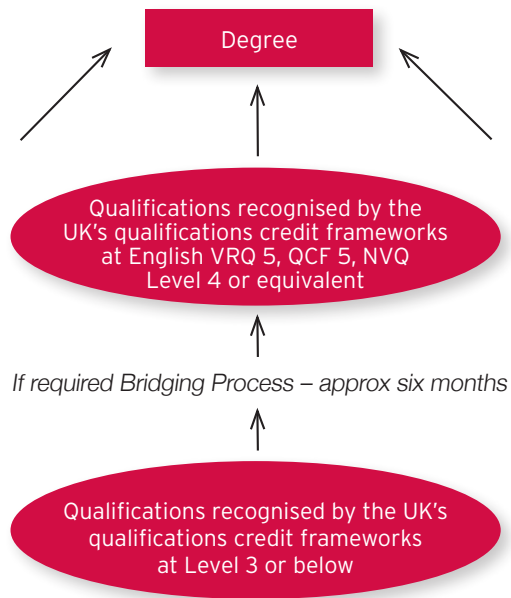 Degree
Qualifications recognised by the
UK's qualifications credit frameworks
at English VRQ 5, QCF 5, NVQ
Level 4 or equivalent
If required Bridging Process – approx six months
Qualifications recognised by the UK's
qualifications credit frameworks
at Level 3 or below